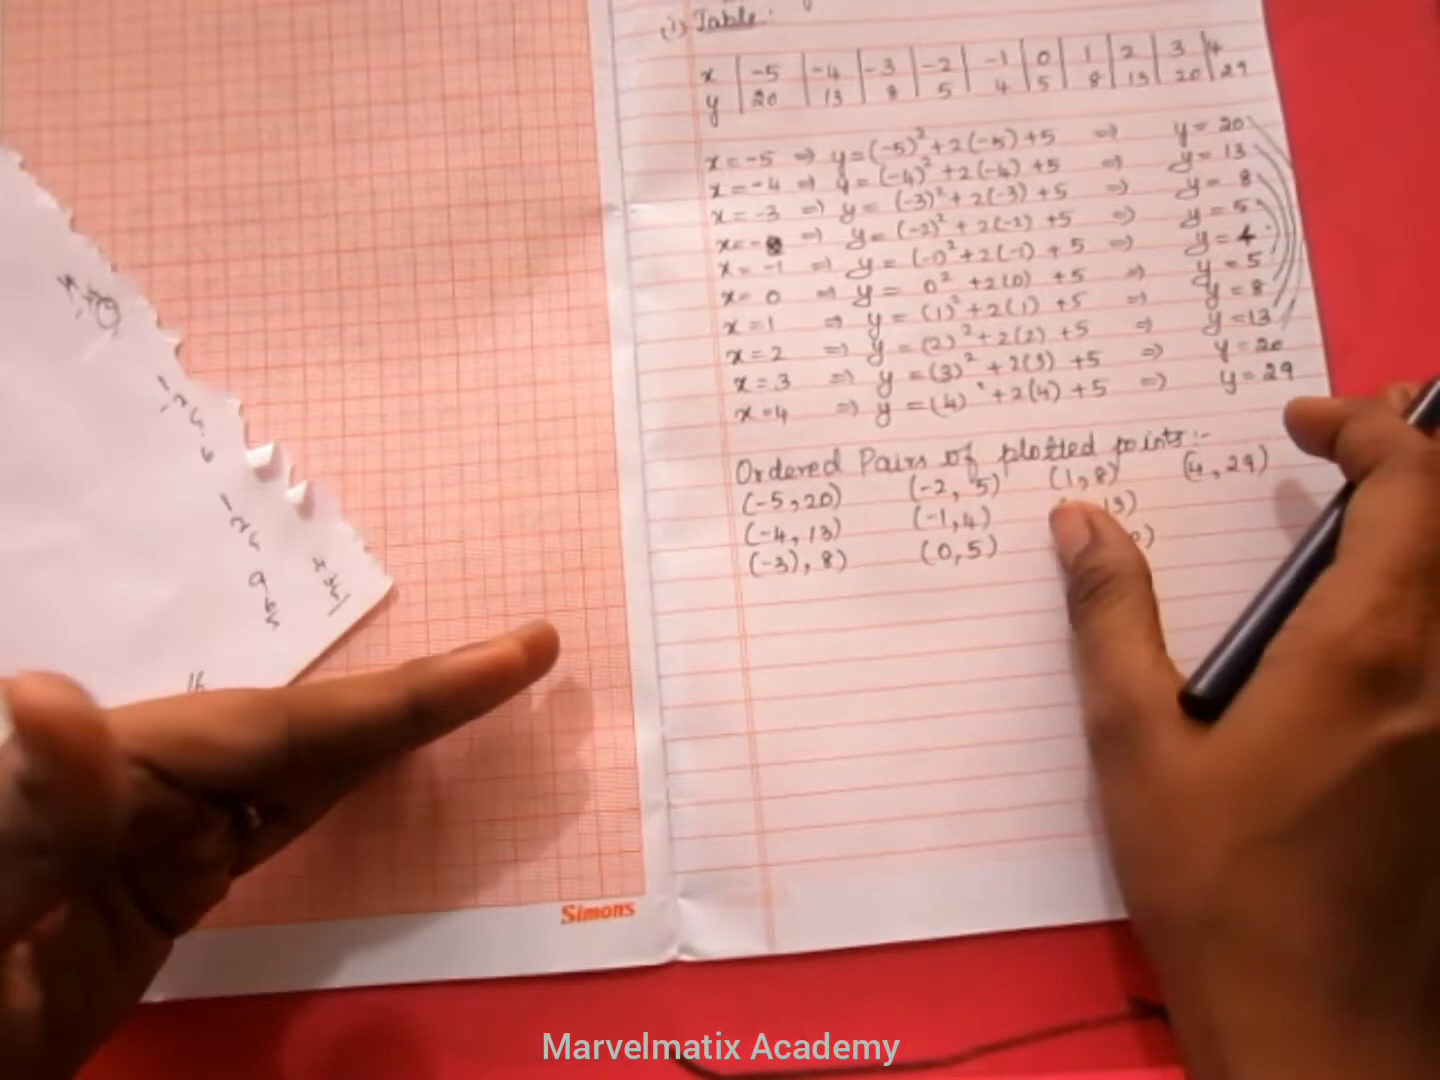 (i) Table:
x | -5 | -4 | -3 | -2 | -1 | 0 | 1 | 2 | 3 | 4
y | 20 | 13 | 8 | 5 | 4 | 5 | 8 | 13 | 20 | 29
x = -5 ⇒ y = (-5)² + 2(-5) + 5 ⇒ y = 20
x = -4 ⇒ y = (-4)² + 2(-4) + 5 ⇒ y = 13
x = -3 ⇒ y = (-3)² + 2(-3) + 5 ⇒ y = 8
x = -2 ⇒ y = (-2)² + 2(-2) + 5 ⇒ y = 5
x = -1 ⇒ y = (-1)² + 2(-1) + 5 ⇒ y = 4
x = 0 ⇒ y = 0² + 2(0) + 5 ⇒ y = 5
x = 1 ⇒ y = (1)² + 2(1) + 5 ⇒ y = 8
x = 2 ⇒ y = (2)² + 2(2) + 5 ⇒ y = 13
x = 3 ⇒ y = (3)² + 2(3) + 5 ⇒ y = 20
x = 4 ⇒ y = (4)² + 2(4) + 5 ⇒ y = 29
Ordered Pairs of plotted points:-
(-5, 20) (-2, 5) (1, 8) (4, 29)
(-4, 13) (-1, 4) 13)
(-3), 8) (0, 5) 0)
16
Simons
Marvelmatix Academy